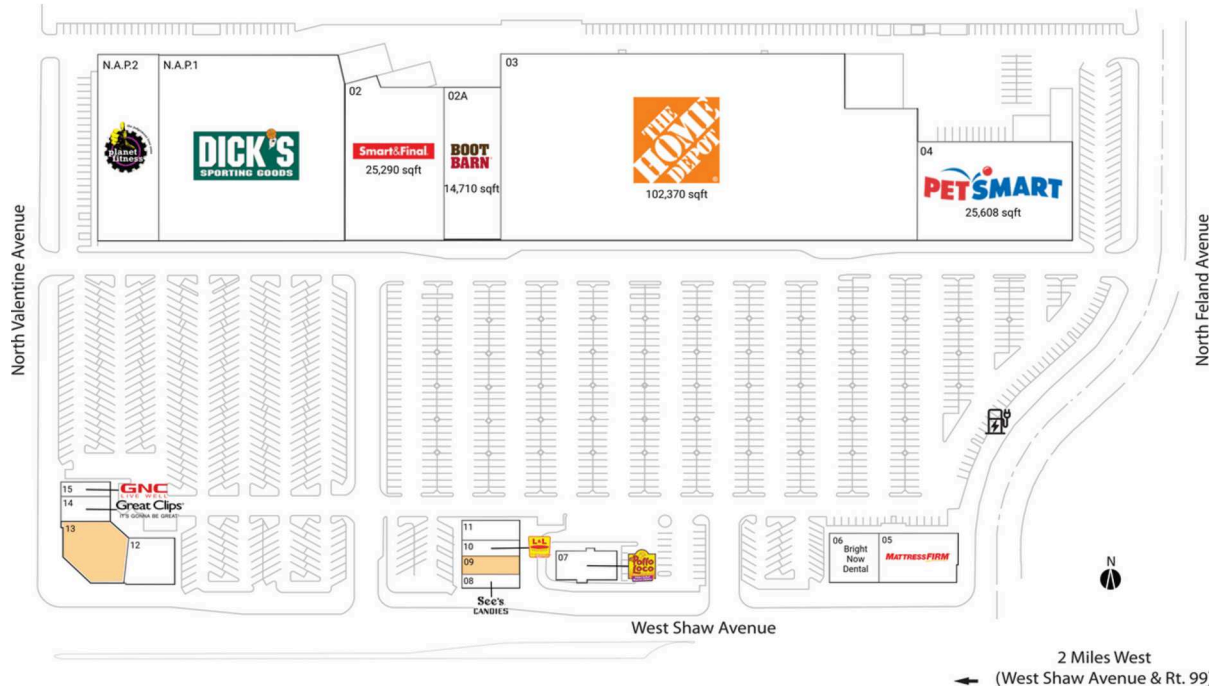 N.A.P.2
planet
fitness
N.A.P.1
DICK'S
SPORTING GOODS
02
Smart&Final.
25,290 sqft
02A
BOOT
BARN
14,710 sqft
03
THE
HOME
DEPOT
102,370 sqft
04
PETSMART
25,608 sqft
North Valentine Avenue
North Feland Avenue
15
GNC
LIVE WELL
14
Great Clips
IT'S GONNA BE GREAT
13
12
11
10
L&L
09
08
See's
CANDIES
07
Pollo
Loco
06
Bright
Now
Dental
05
MATTRESSFIRM
N
West Shaw Avenue
2 Miles West
(West Shaw Avenue & Rt. 99)